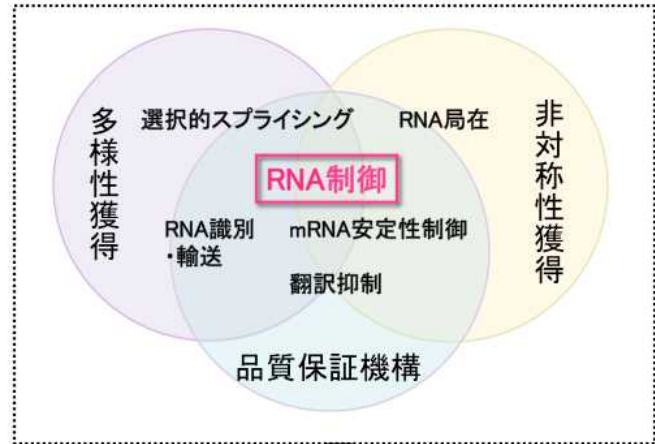 多様性獲得
選択的スプライシング
RNA局在
非対称性獲得
RNA制御
RNA識別
・輸送
mRNA安定性制御
翻訳抑制
品質保証機構